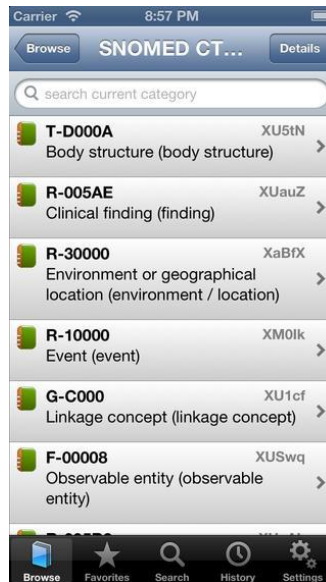 Carrier 8:57 PM
Browse SNOMED CT... Details
search current category
T-D000A XU5tN
Body structure (body structure)
R-005AE XUauZ
Clinical finding (finding)
R-30000 XaBfX
Environment or geographical
location (environment / location)
R-10000 XM0lk
Event (event)
G-C000 XU1cf
Linkage concept (linkage concept)
F-00008 XUSwq
Observable entity (observable
entity)
Browse Favorites Search History Settings